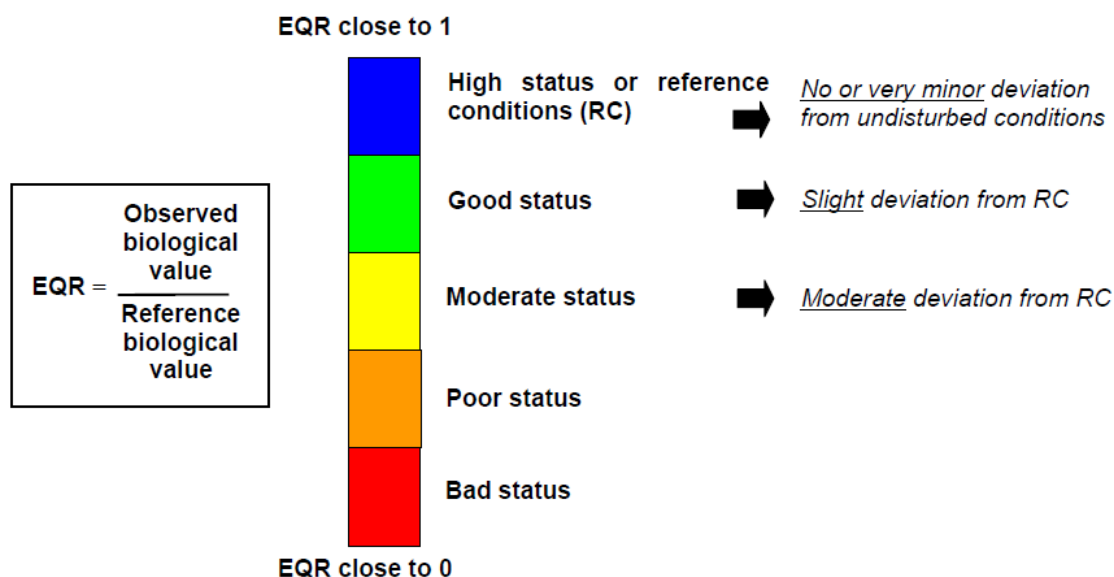 EQR close to 1
High status or reference
conditions (RC)
No or very minor deviation
from undisturbed conditions
Good status
Slight deviation from RC
EQR =
Observed
biological
value
Reference
biological
value
Moderate status
Moderate deviation from RC
Poor status
Bad status
EQR close to 0